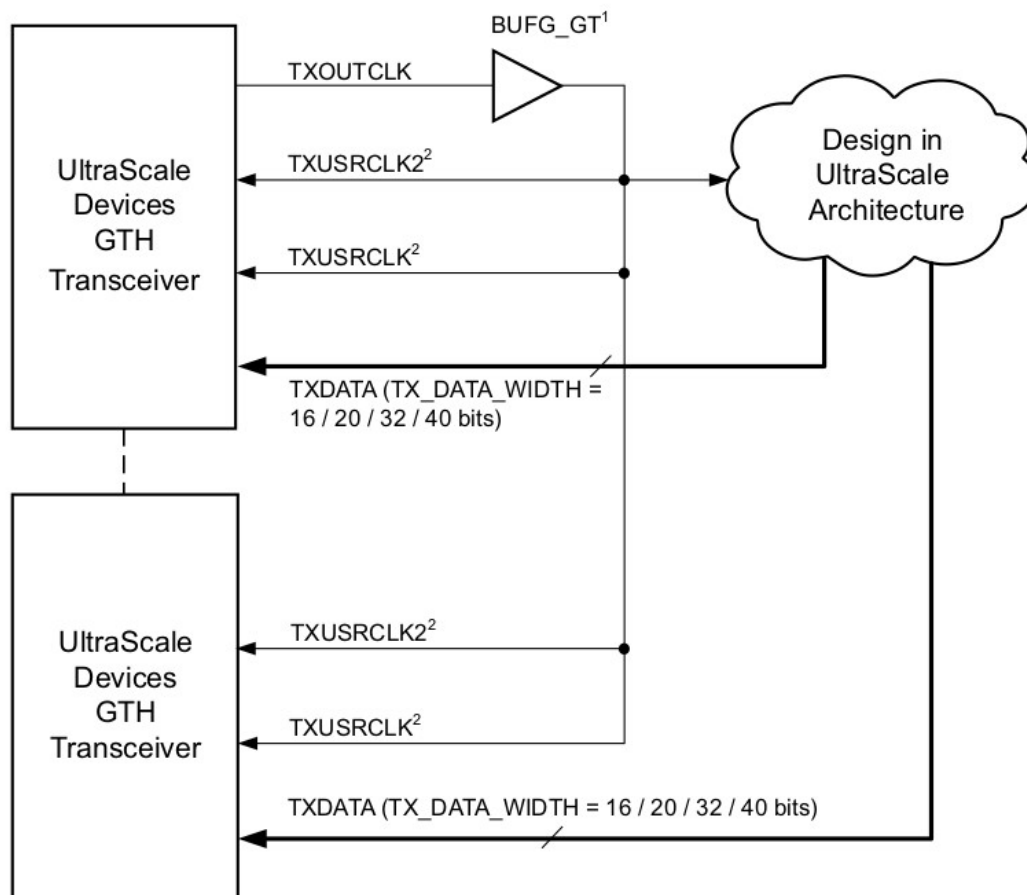 BUFG_GT¹
TXOUTCLK
UltraScale
Devices
GTH
Transceiver
TXUSRCLK2²
TXUSRCLK²
Design in
UltraScale
Architecture
TXDATA (TX_DATA_WIDTH =
16 / 20 / 32 / 40 bits)
UltraScale
Devices
GTH
Transceiver
TXUSRCLK2²
TXUSRCLK²
TXDATA (TX_DATA_WIDTH = 16 / 20 / 32 / 40 bits)